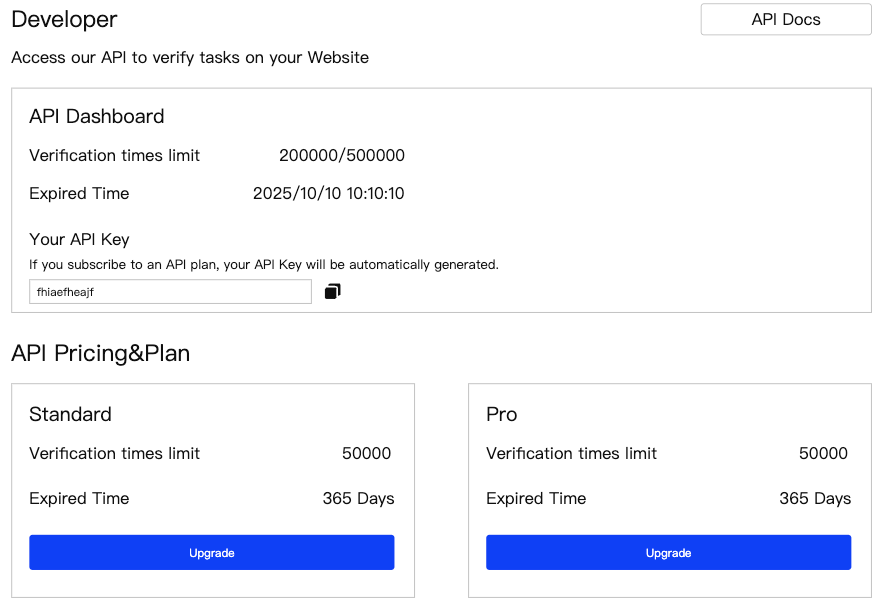 Developer
API Docs
Access our API to verify tasks on your Website
API Dashboard
Verification times limit 200000/500000
Expired Time 2025/10/10 10:10:10
Your API Key
If you subscribe to an API plan, your API Key will be automatically generated.
fhiaefheajf
API Pricing&Plan
Standard
Verification times limit 50000
Expired Time 365 Days
Upgrade
Pro
Verification times limit 50000
Expired Time 365 Days
Upgrade